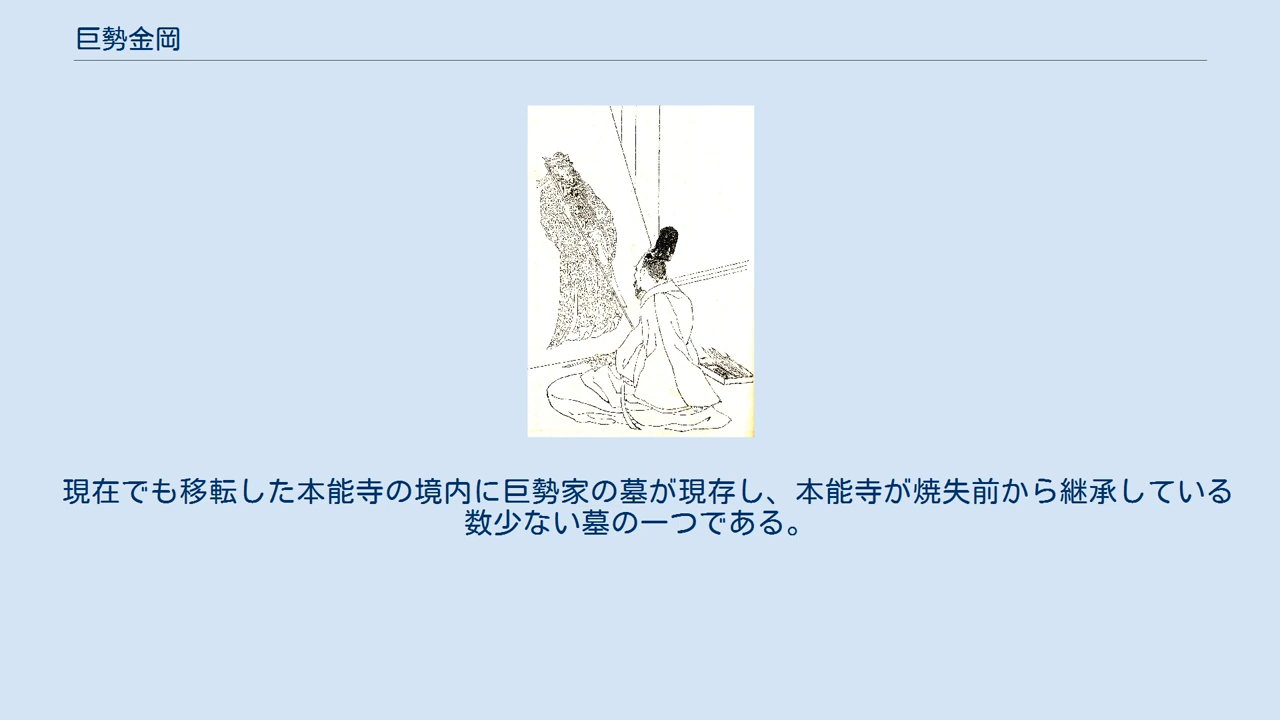 巨勢金岡
現在でも移転した本能寺の境内に巨勢家の墓が現存し、本能寺が焼失前から継承している
数少ない墓の一つである。